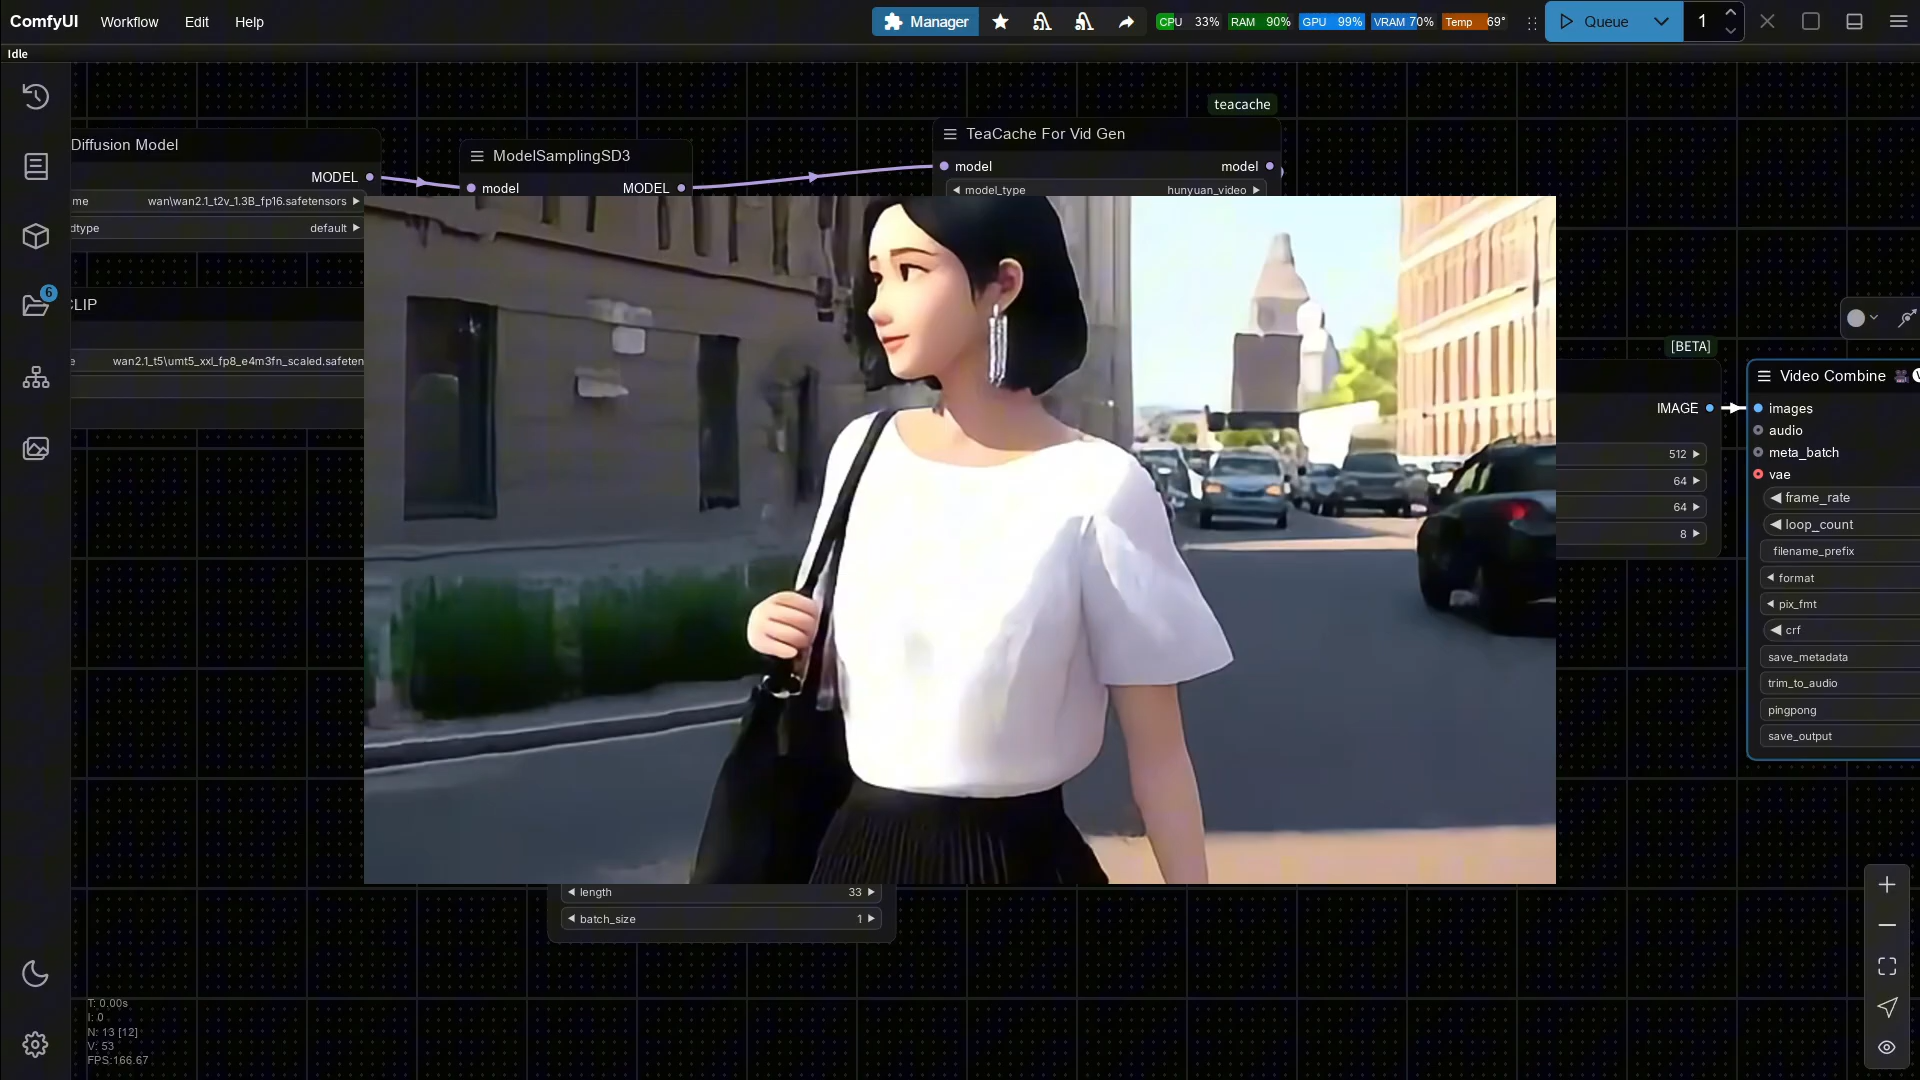 ComfyUI Workflow Edit Help Manager CPU 33% RAM 90% GPU 99% VRAM 70% Temp 69° Queue 1
Idle
teacache
Diffusion Model
MODEL
me wan\wan2.1_t2v_1.3B_fp16.safetensors
dtype default
ModelSamplingSD3
model MODEL
TeaCache For Vid Gen
model model
model_type hunyuan_video
6
CLIP
e wan2.1_t5\umt5_xxl_fp8_e4m3fn_scaled.safeten
[BETA]
IMAGE
512
64
64
8
Video Combine
images
audio
meta_batch
vae
frame_rate
loop_count
filename_prefix
format
pix_fmt
crf
save_metadata
trim_to_audio
pingpong
save_output
length 33
batch_size 1
T: 0.00s
I: 0
N: 13 [12]
V: 53
FPS:166.67